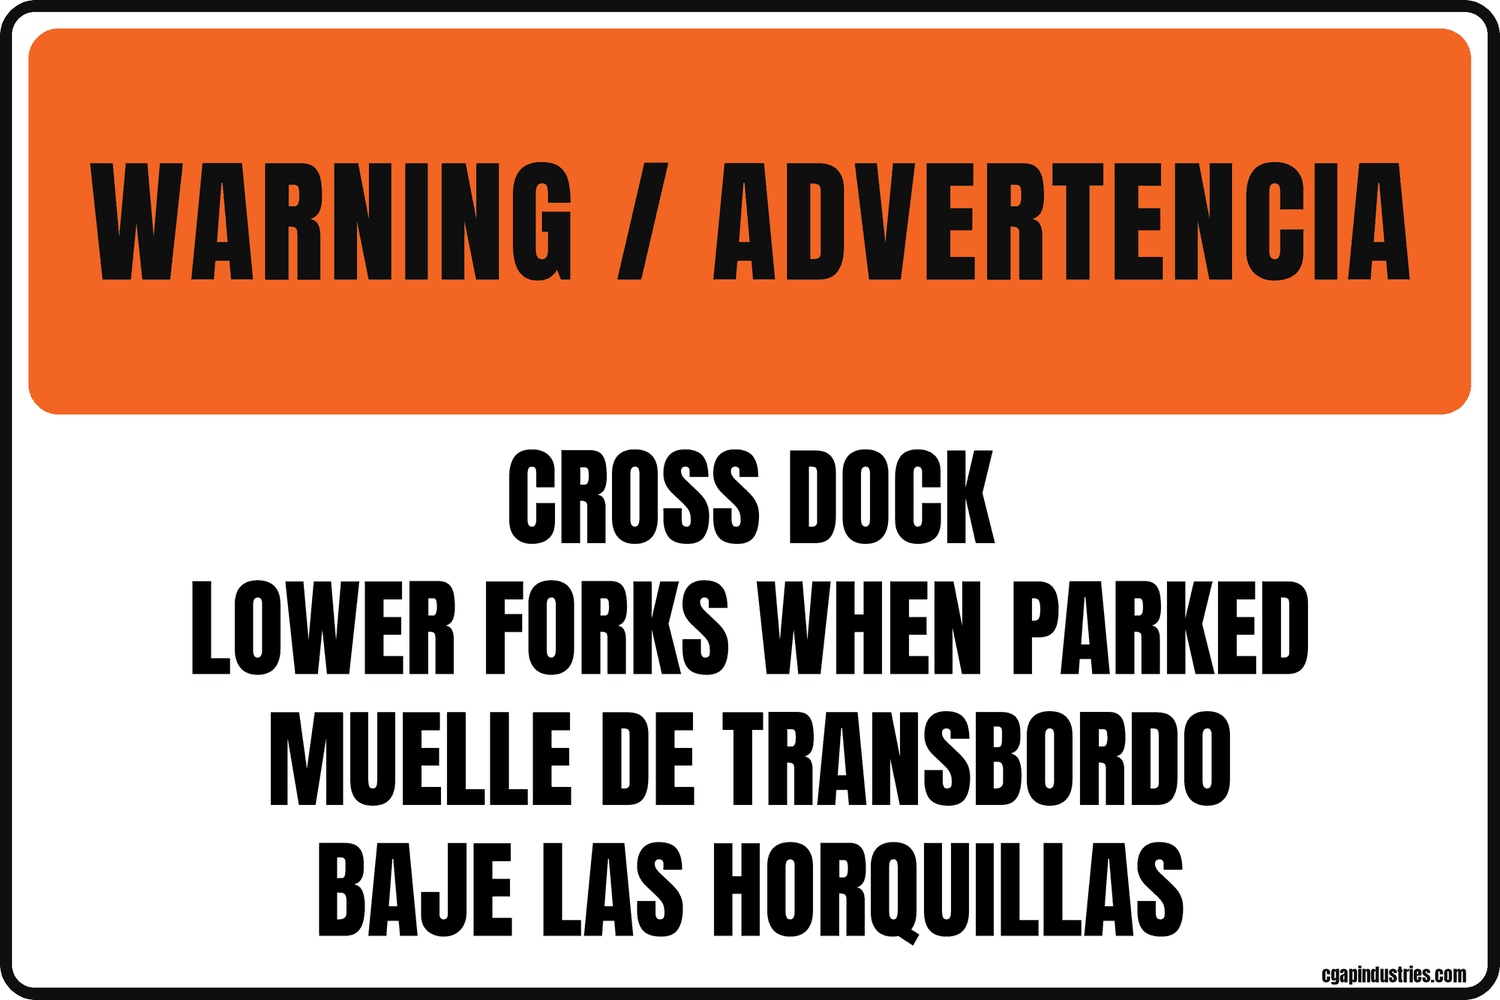 WARNING / ADVERTENCIA
CROSS DOCK
LOWER FORKS WHEN PARKED
MUELLE DE TRANSBORDO
BAJE LAS HORQUILLAS
cgapindustries.com